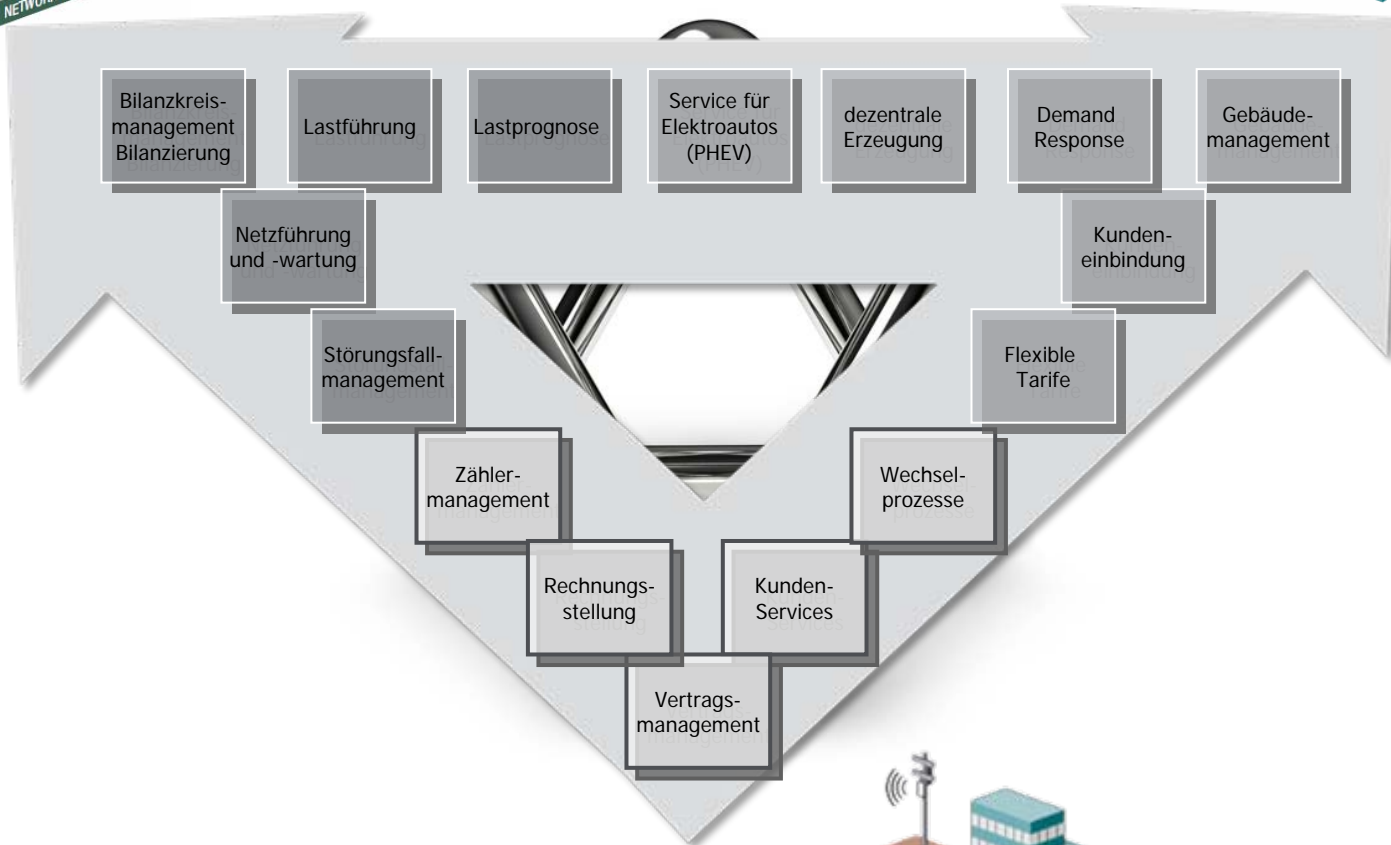 NETWOR
Bilanzkreis-
management
Bilanzierung
Lastführung
Lastprognose
Service für
Elektroautos
(PHEV)
dezentrale
Erzeugung
Demand
Response
Gebäude-
management
Netzführung
und -wartung
Kunden-
einbindung
Störungsfall-
management
Flexible
Tarife
Zähler-
management
Wechsel-
prozesse
Rechnungs-
stellung
Kunden-
Services
Vertrags-
management